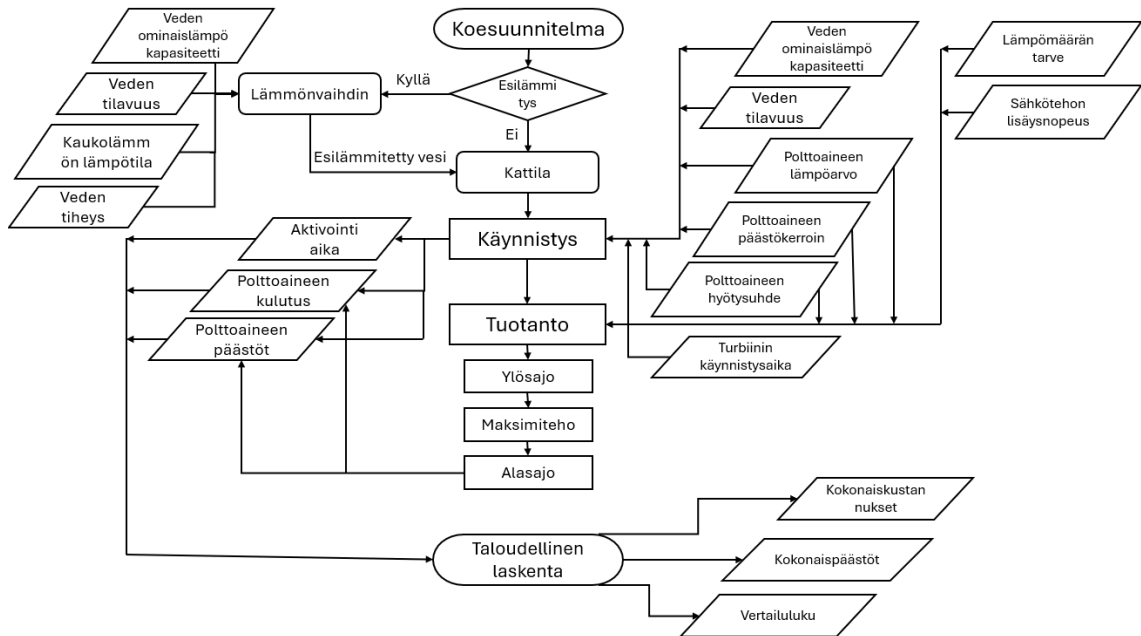 Koesuunnitelma
Veden
ominaislämpö
kapasiteetti
Veden
tilavuus
Kaukolämm
ön lämpötila
Veden
tiheys
Lämmönvaihdin
Kyllä
Esilämmi
tys
Ei
Esilämmitetty vesi
Kattila
Veden
ominaislämpö
kapasiteetti
Veden
tilavuus
Polttoaineen
lämpöarvo
Polttoaineen
päästökerroin
Polttoaineen
hyötysuhde
Turbiinin
käynnistysaika
Lämpömäärän
tarve
Sähkötehon
lisäysnopeus
Käynnistys
Aktivointi
aika
Polttoaineen
kulutus
Polttoaineen
päästöt
Tuotanto
Ylösajo
Maksimiteho
Alasajo
Taloudellinen
laskenta
Kokonaiskustan
nukset
Kokonaispäästöt
Vertailuluku